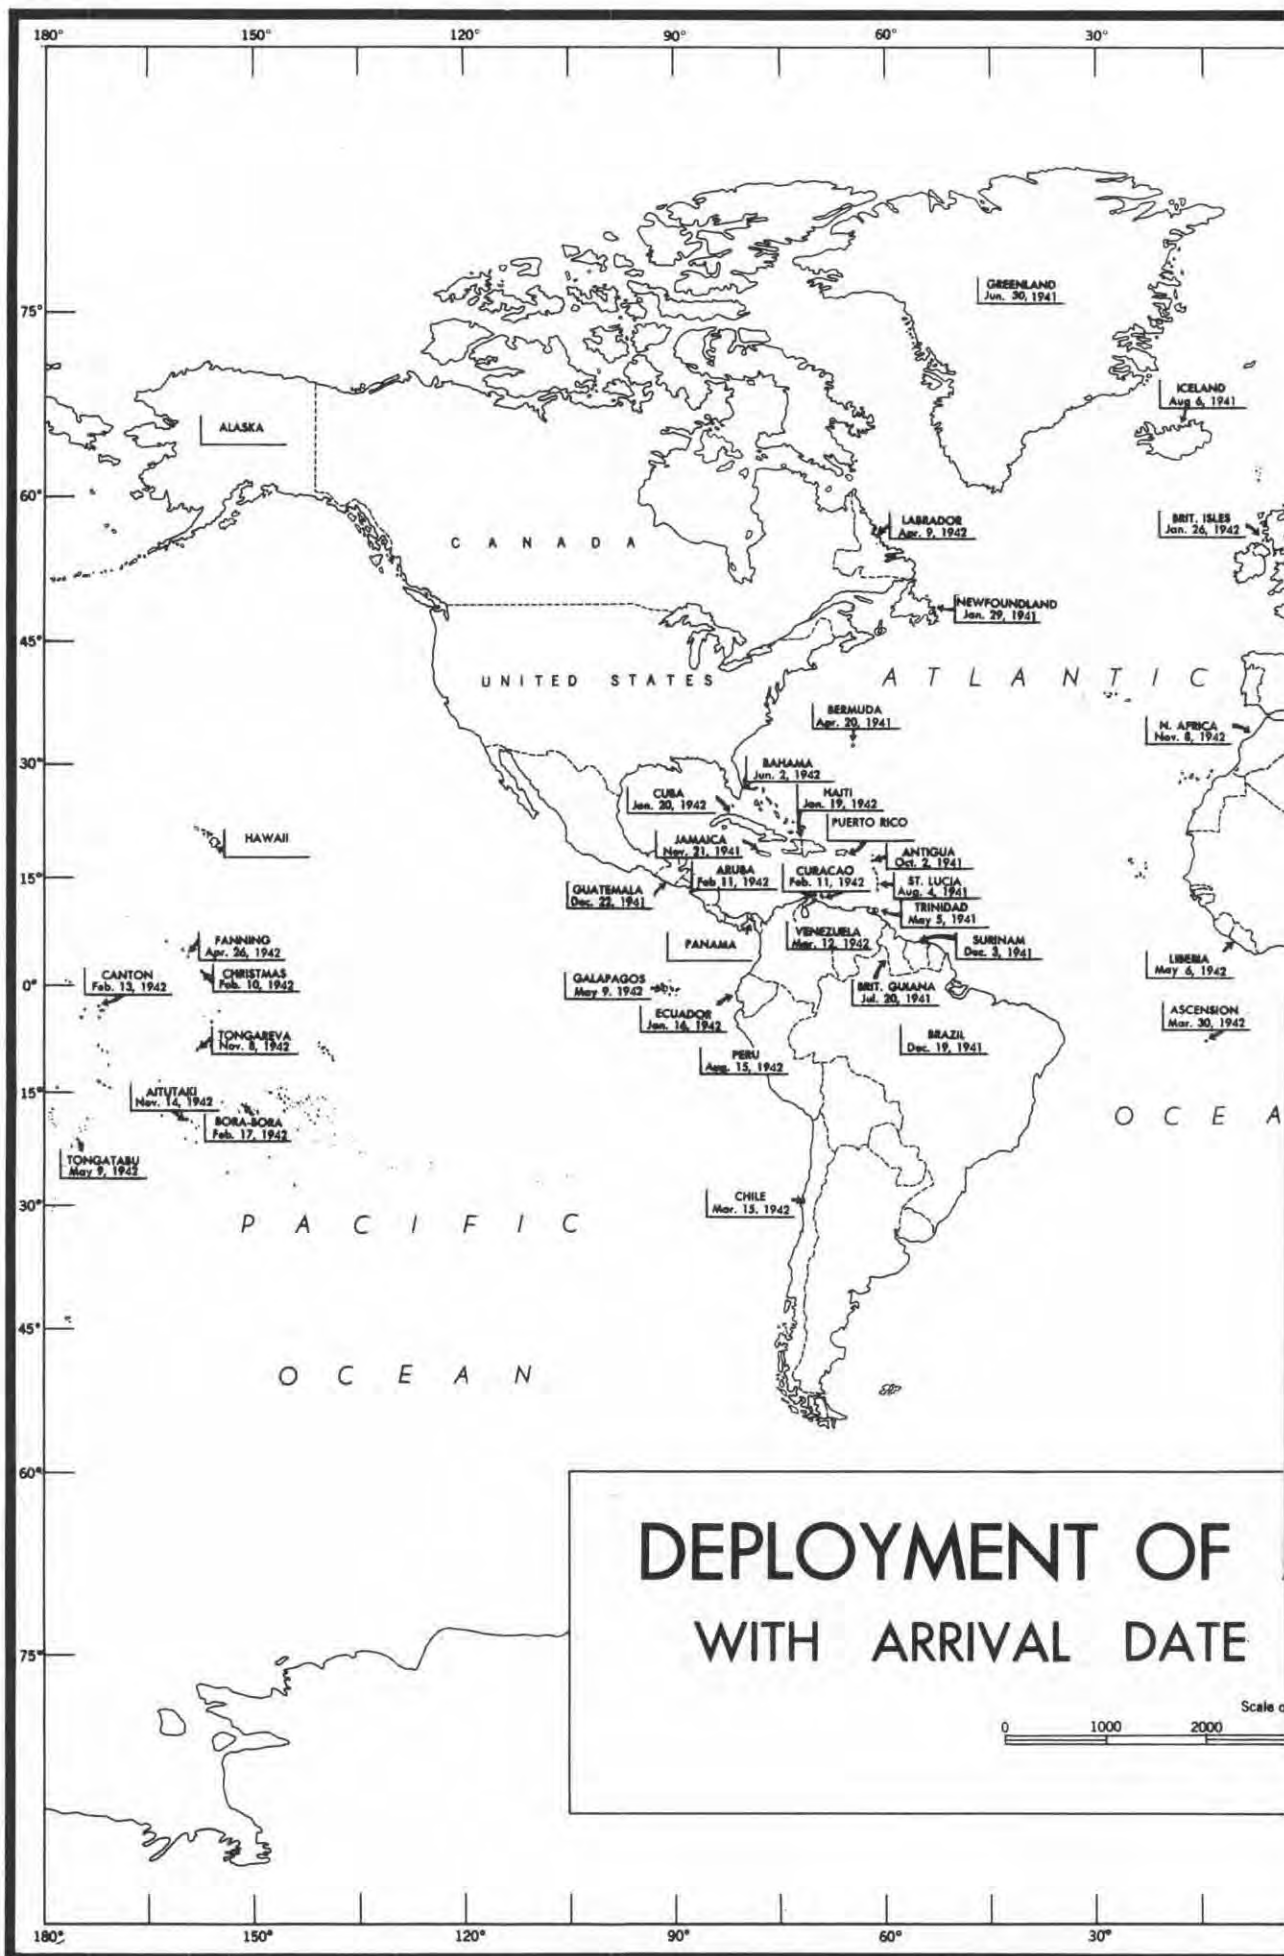 180° 150° 120° 90° 60° 30°
GREENLAND
Jun. 30, 1941
75°
ICELAND
Aug 6, 1941
ALASKA
60°
LABRADOR
Apr. 9, 1942
BRIT. ISLES
Jan. 26, 1942
CANADA
NEWFOUNDLAND
Jan. 29, 1941
45°
UNITED STATES
ATLANTIC
BERMUDA
Apr. 20, 1941
N. AFRICA
Nov. 8, 1942
30°
BAHAMA
Jun. 2, 1942
CUBA
Jan. 20, 1942
HAITI
Jan. 19, 1942
PUERTO RICO
HAWAII
JAMAICA
Nov. 21, 1941
ANTIGUA
Oct. 2, 1941
15°
ARUBA
Feb 11, 1942
CURACAO
Feb. 11, 1942
ST. LUCIA
Aug. 4, 1941
GUATEMALA
Dec. 22, 1941
TRINIDAD
May 5, 1941
FANNING
Apr. 26, 1942
PANAMA
VENEZUELA
Mar. 12, 1942
SURINAM
Dec. 3, 1941
LIBERIA
May 6, 1942
CANTON
Feb. 13, 1942
CHRISTMAS
Feb. 10, 1942
0°
GALAPAGOS
May 9. 1942
BRIT. GUIANA
Jul. 20, 1941
ECUADOR
Jan. 16, 1942
ASCENSION
Mar. 30, 1942
TONGAREVA
Nov. 8, 1942
BRAZIL
Dec. 19, 1941
PERU
Aug. 15, 1942
15°
AITUTAKI
Nov. 14, 1942
BORA-BORA
Feb. 17, 1942
OCEA
TONGATABU
May 9, 1942
30°
CHILE
Mar. 15, 1942
PACIFIC
45°
OCEAN
60°
DEPLOYMENT OF
WITH ARRIVAL DATE
75°
Scale o
0 1000 2000
180° 150° 120° 90° 60° 30°